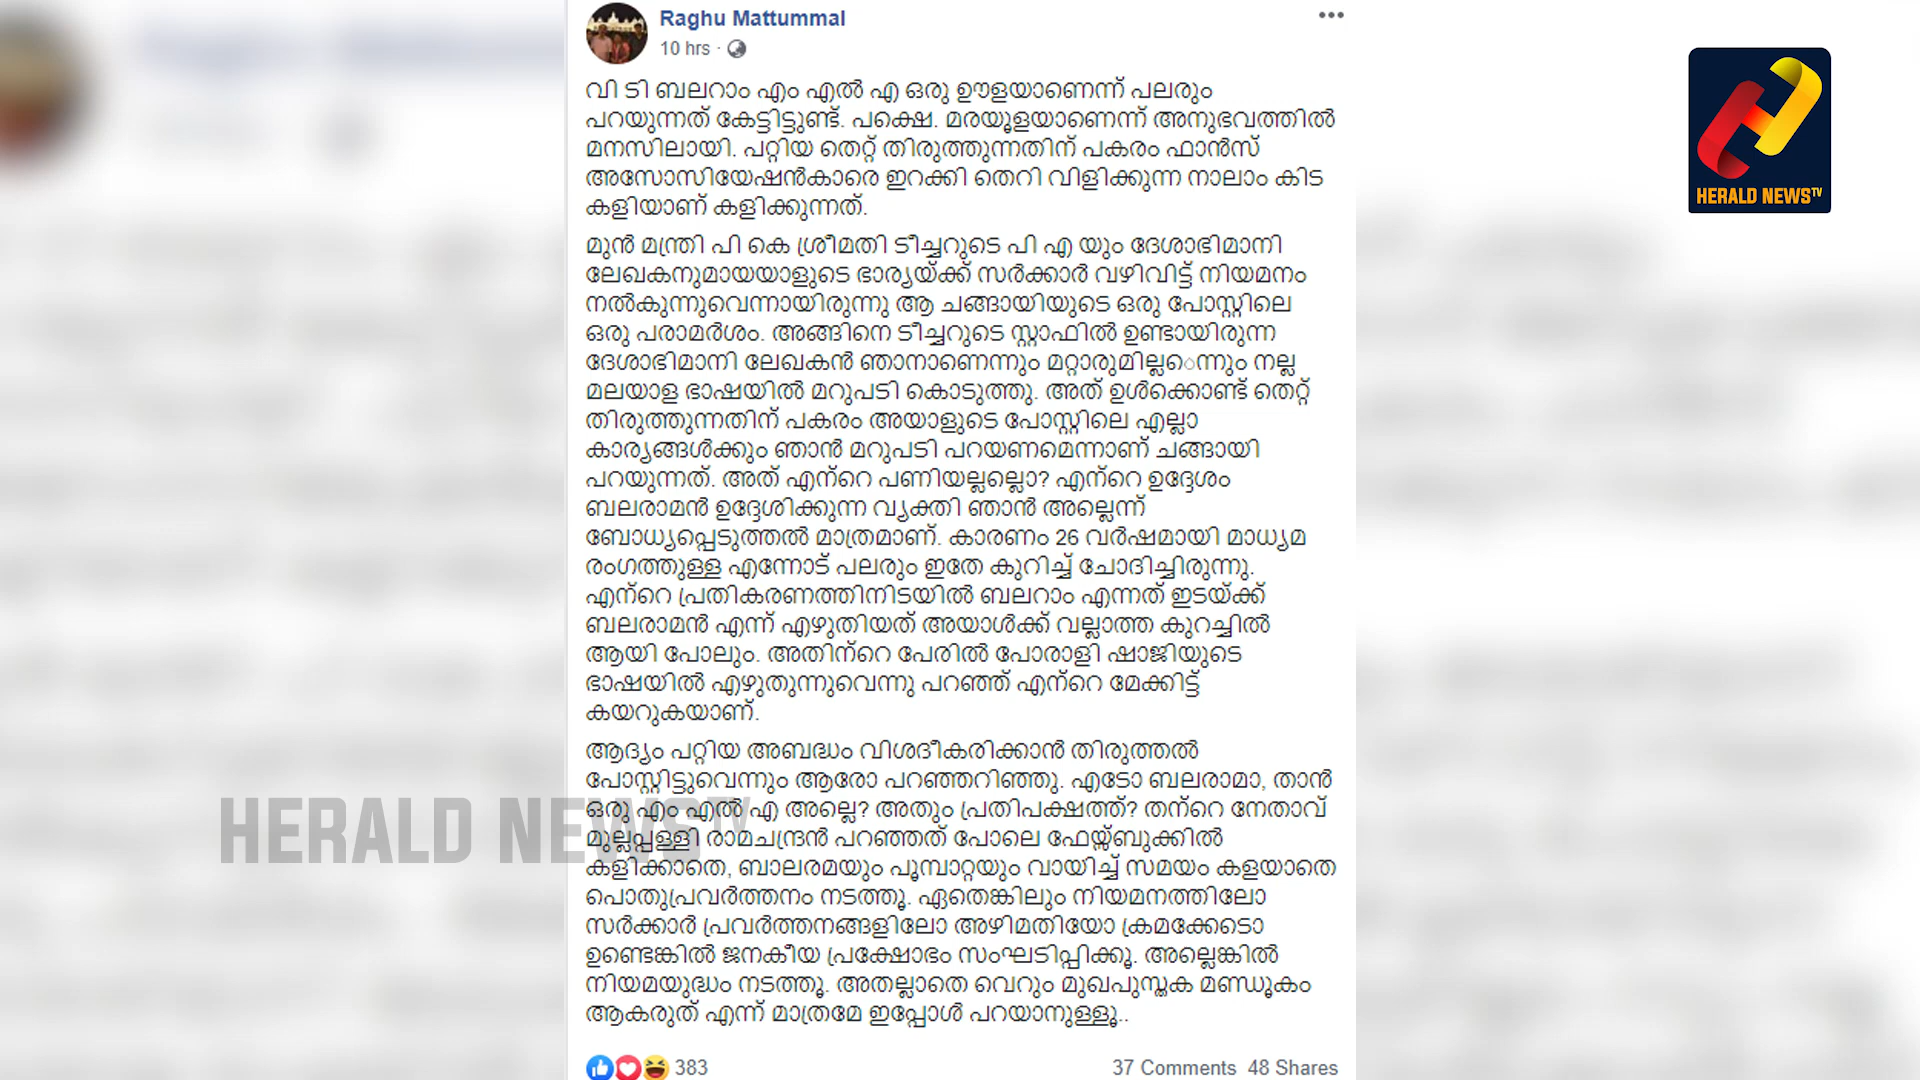 Raghu Mattummal
10 hrs ·
HERALD NEWS TV
വി ടി ബലറാം എം എൽ എ ഒരു ഊളയാണെന്ന് പലരും
പറയുന്നത് കേട്ടിട്ടുണ്ട്. പക്ഷെ. മരയൂളയാണെന്ന് അനുഭവത്തിൽ
മനസിലായി. പറ്റിയ തെറ്റ് തിരുത്തുന്നതിന് പകരം ഫാൻസ്
അസോസിയേഷൻകാരെ ഇറക്കി തെറി വിളിക്കുന്ന നാലാം കിട
കളിയാണ് കളിക്കുന്നത്.
മുൻ മന്ത്രി പി കെ ശ്രീമതി ടീച്ചറുടെ പി എ യും ദേശാഭിമാനി
ലേഖകനുമായയാളുടെ ഭാര്യയ്ക്ക് സർക്കാർ വഴിവിട്ട് നിയമനം
നൽകുന്നുവെന്നായിരുന്നു ആ ചങ്ങായിയുടെ ഒരു പോസ്റ്റിലെ
ഒരു പരാമർശം. അങ്ങിനെ ടീച്ചറുടെ സ്റ്റാഫിൽ ഉണ്ടായിരുന്ന
ദേശാഭിമാനി ലേഖകൻ ഞാനാണെന്നും മറ്റാരുമില്ലെന്നും നല്ല
മലയാള ഭാഷയിൽ മറുപടി കൊടുത്തു. അത് ഉൾക്കൊണ്ട് തെറ്റ്
തിരുത്തുന്നതിന് പകരം അയാളുടെ പോസ്റ്റിലെ എല്ലാ
കാര്യങ്ങൾക്കും ഞാൻ മറുപടി പറയണമെന്നാണ് ചങ്ങായി
പറയുന്നത്. അത് എന്റെ പണിയല്ലല്ലൊ? എന്റെ ഉദ്ദേശം
ബലരാമൻ ഉദ്ദേശിക്കുന്ന വ്യക്തി ഞാൻ അല്ലെന്ന്
ബോധ്യപ്പെടുത്തൽ മാത്രമാണ്. കാരണം 26 വർഷമായി മാധ്യമ
രംഗത്തുള്ള എന്നോട് പലരും ഇതേ കുറിച്ച് ചോദിച്ചിരുന്നു.
എന്റെ പ്രതികരണത്തിനിടയിൽ ബലറാം എന്നത് ഇടയ്ക്ക്
ബലരാമൻ എന്ന് എഴുതിയത് അയാൾക്ക് വല്ലാത്ത കുറച്ചിൽ
ആയി പോലും. അതിന്റെ പേരിൽ പോരാളി ഷാജിയുടെ
ഭാഷയിൽ എഴുതുന്നുവെന്നു പറഞ്ഞ് എന്റെ മേക്കിട്ട്
കയറുകയാണ്.
ആദ്യം പറ്റിയ അബദ്ധം വിശദീകരിക്കാൻ തിരുത്തൽ
പോസ്റ്റിട്ടുവെന്നും ആരോ പറഞ്ഞറിഞ്ഞു. എടോ ബലരാമാ, താൻ
ഒരു എം എൽ എ അല്ലെ? അതും പ്രതിപക്ഷത്ത്? തന്റെ നേതാവ്
മുല്ലപ്പള്ളി രാമചന്ദ്രൻ പറഞ്ഞത് പോലെ ഫേയ്സ്ബുക്കിൽ
കളിക്കാതെ, ബാലരമയും പൂമ്പാറ്റയും വായിച്ച് സമയം കളയാതെ
പൊതുപ്രവർത്തനം നടത്തൂ. ഏതെങ്കിലും നിയമനത്തിലോ
സർക്കാർ പ്രവർത്തനങ്ങളിലോ അഴിമതിയോ ക്രമക്കേടൊ
ഉണ്ടെങ്കിൽ ജനകീയ പ്രക്ഷോഭം സംഘടിപ്പിക്കൂ. അല്ലെങ്കിൽ
നിയമയുദ്ധം നടത്തൂ. അതല്ലാതെ വെറും മുഖപുസ്തക മണ്ഡൂകം
ആകരുത് എന്ന് മാത്രമേ ഇപ്പോൾ പറയാനുള്ളൂ..
HERALD NEWS TV
383
37 Comments 48 Shares